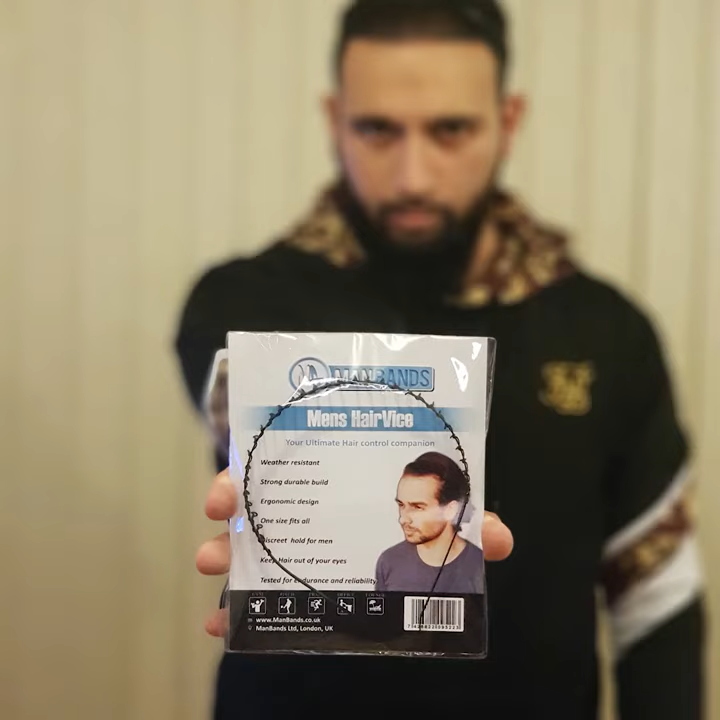 MANBANDS
Mens HairVice
Your Ultimate Hair control companion
Weather resistant
Strong durable build
Ergonomic design
One size fits all
Discreet hold for men
Keep Hair out of your eyes
Tested for endurance and reliability
www.ManBands.co.uk
ManBands Ltd, London, UK